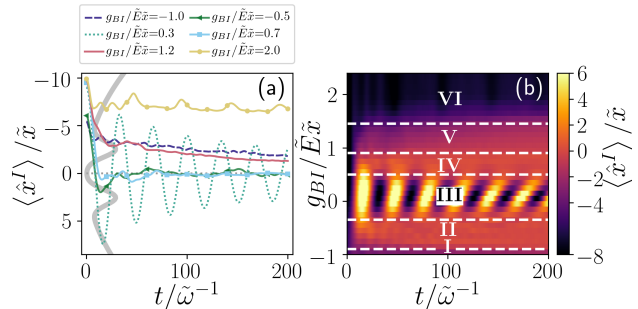 g_{BI}/Ẽx̃=−1.0 g_{BI}/Ẽx̃=−0.5
g_{BI}/Ẽx̃=0.3 g_{BI}/Ẽx̃=0.7
g_{BI}/Ẽx̃=1.2 g_{BI}/Ẽx̃=2.0
(a)
⟨x̂^I⟩ / x̃
−10
−5
0
5
0 100 200
t/ω̃^{−1}
(b)
g_{BI}/Ẽx̃
2
1
0
−1
VI
V
IV
III
II
I
0 100 200
t/ω̃^{−1}
6
4
2
0
−2
−4
−8
⟨x̂^I⟩ / x̃